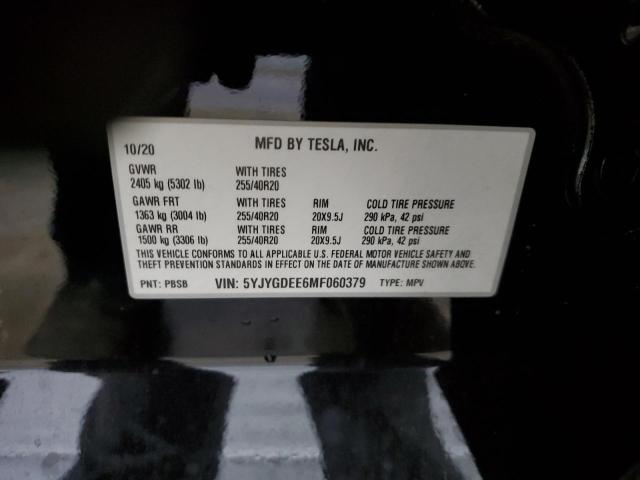 10/20 MFD BY TESLA, INC.
GVWR WITH TIRES
2405 kg (5302 lb) 255/40R20
GAWR FRT WITH TIRES RIM COLD TIRE PRESSURE
1363 kg (3004 lb) 255/40R20 20X9.5J 290 kPa, 42 psi
GAWR RR WITH TIRES RIM COLD TIRE PRESSURE
1500 kg (3306 lb) 255/40R20 20X9.5J 290 kPa, 42 psi
THIS VEHICLE CONFORMS TO ALL APPLICABLE U.S. FEDERAL MOTOR VEHICLE SAFETY AND
THEFT PREVENTION STANDARDS IN EFFECT ON THE DATE OF MANUFACTURE SHOWN ABOVE.
PNT: PBSB VIN: 5YJYGDEE6MF060379 TYPE: MPV